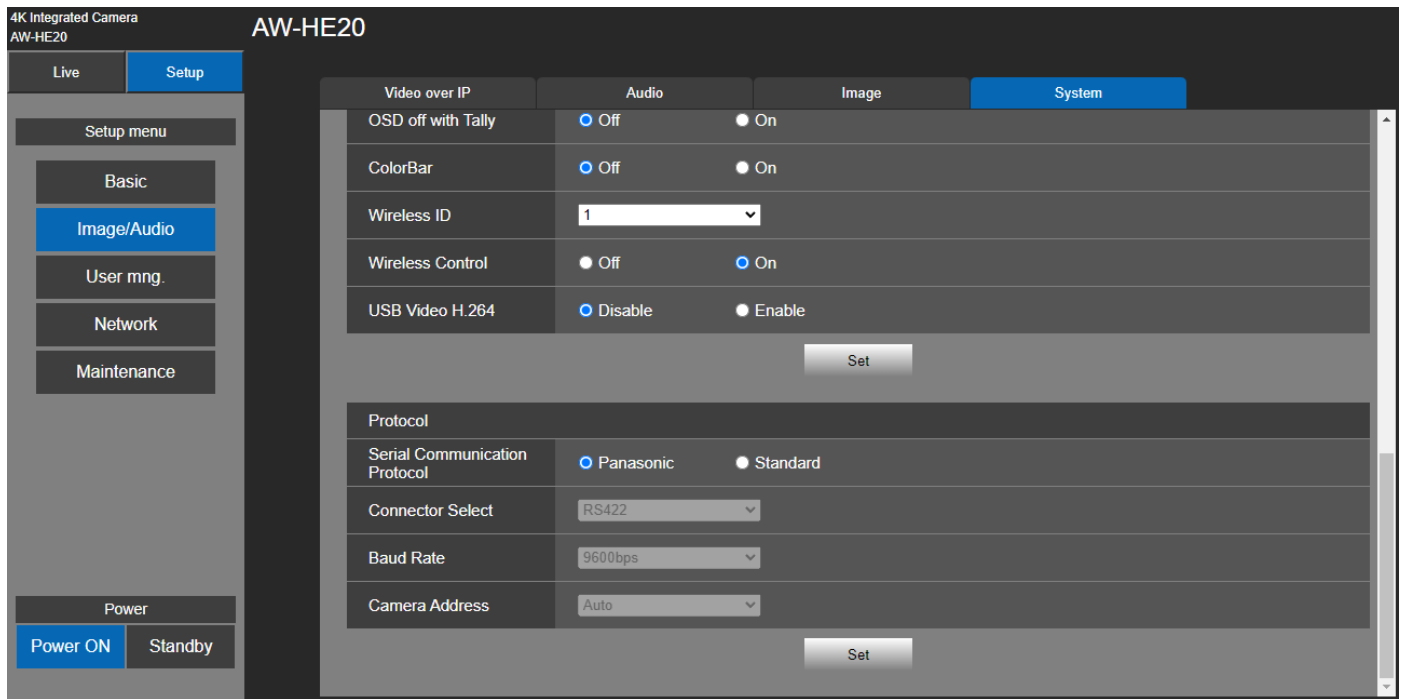 4K Integrated Camera
AW-HE20
AW-HE20
Live Setup
Setup menu
Basic
Image/Audio
User mng.
Network
Maintenance
Power
Power ON Standby
Video over IP Audio Image System
OSD off with Tally Off On
ColorBar Off On
Wireless ID 1
Wireless Control Off On
USB Video H.264 Disable Enable
Set
Protocol
Serial Communication
Protocol
Panasonic Standard
Connector Select RS422
Baud Rate 9600bps
Camera Address Auto
Set